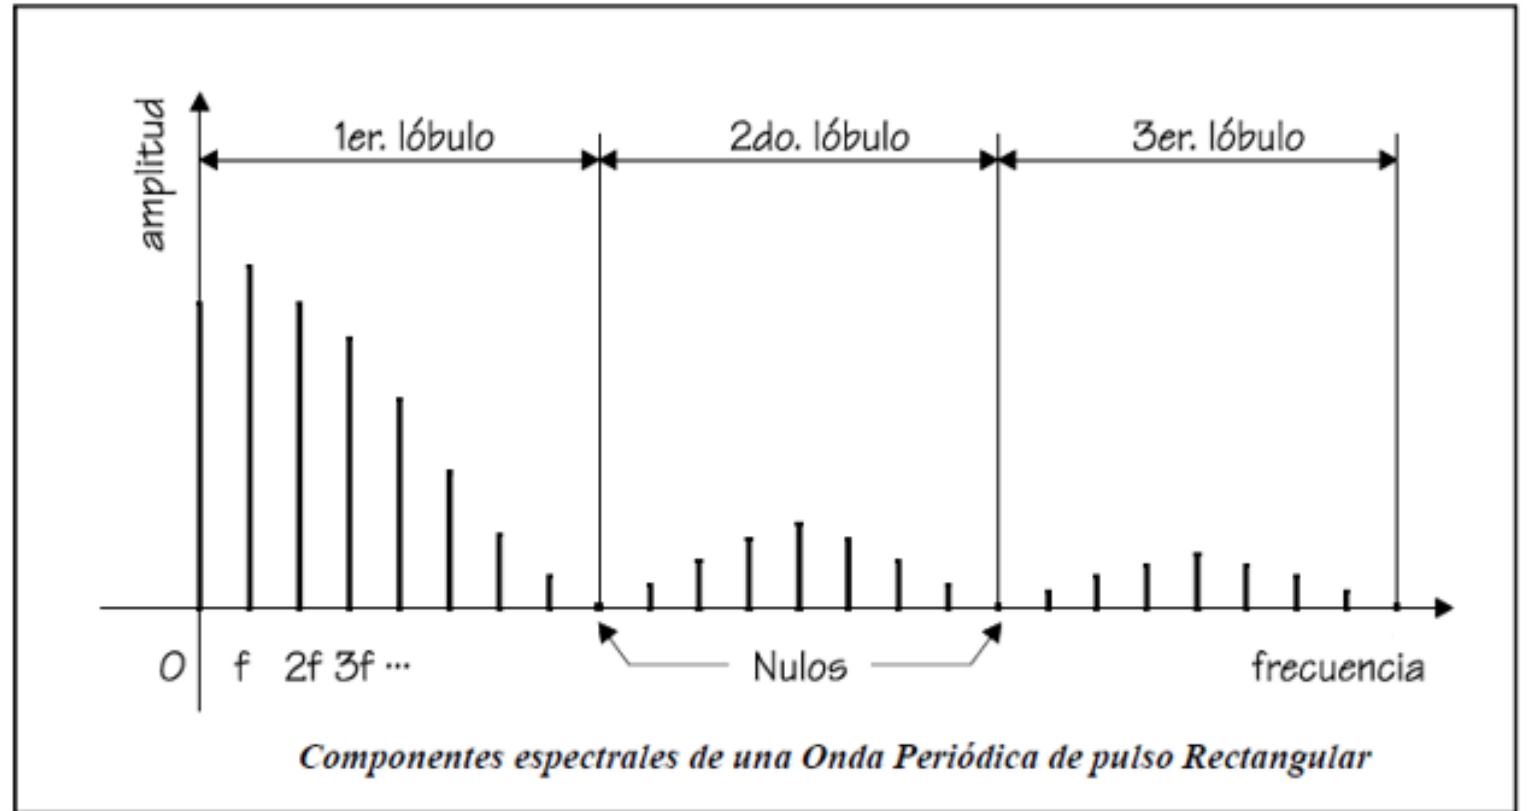 amplitud
1er. lóbulo 2do. lóbulo 3er. lóbulo
0 f 2f 3f ... Nulos frecuencia
Componentes espectrales de una Onda Periódica de pulso Rectangular